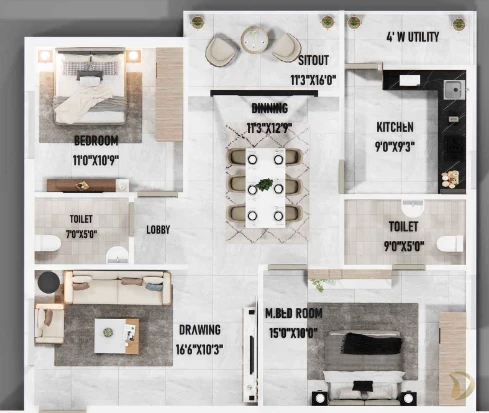 4' W UTILITY
SITOUT
11'3"X16'0"
DINNING
11'3"X12'9"
KITCHEN
9'0"X9'3"
BEDROOM
11'0"X10'9"
TOILET
7'0"X5'0"
LOBBY
TOILET
9'0"X5'0"
DRAWING
16'6"X10'3"
M.BED ROOM
15'0"X10'0"